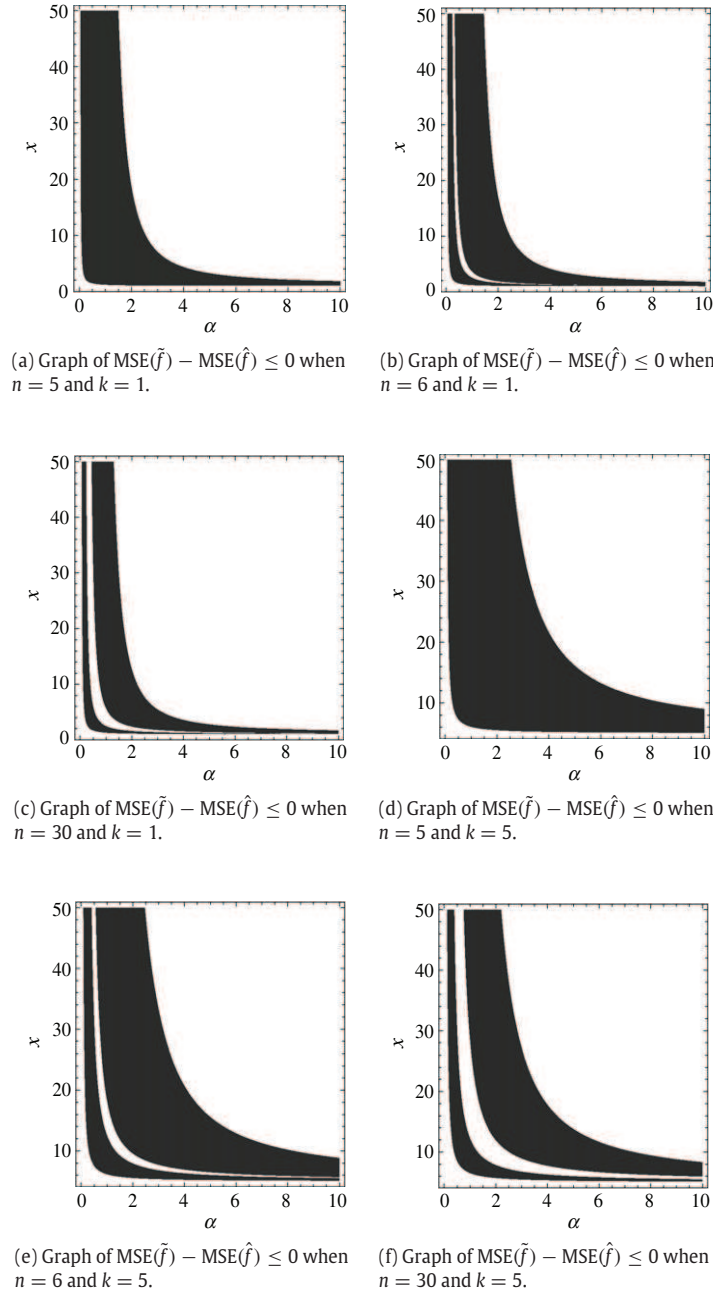 50
40
30
20
10
0
x
0 2 4 6 8 10
α
(a) Graph of MSE(f̃) − MSE(f̂) ≤ 0 when
n = 5 and k = 1.
50
40
30
20
10
0
x
0 2 4 6 8 10
α
(b) Graph of MSE(f̃) − MSE(f̂) ≤ 0 when
n = 6 and k = 1.
50
40
30
20
10
0
x
0 2 4 6 8 10
α
(c) Graph of MSE(f̃) − MSE(f̂) ≤ 0 when
n = 30 and k = 1.
50
40
30
20
10
x
0 2 4 6 8 10
α
(d) Graph of MSE(f̃) − MSE(f̂) ≤ 0 when
n = 5 and k = 5.
50
40
30
20
10
x
0 2 4 6 8 10
α
(e) Graph of MSE(f̃) − MSE(f̂) ≤ 0 when
n = 6 and k = 5.
50
40
30
20
10
x
0 2 4 6 8 10
α
(f) Graph of MSE(f̃) − MSE(f̂) ≤ 0 when
n = 30 and k = 5.